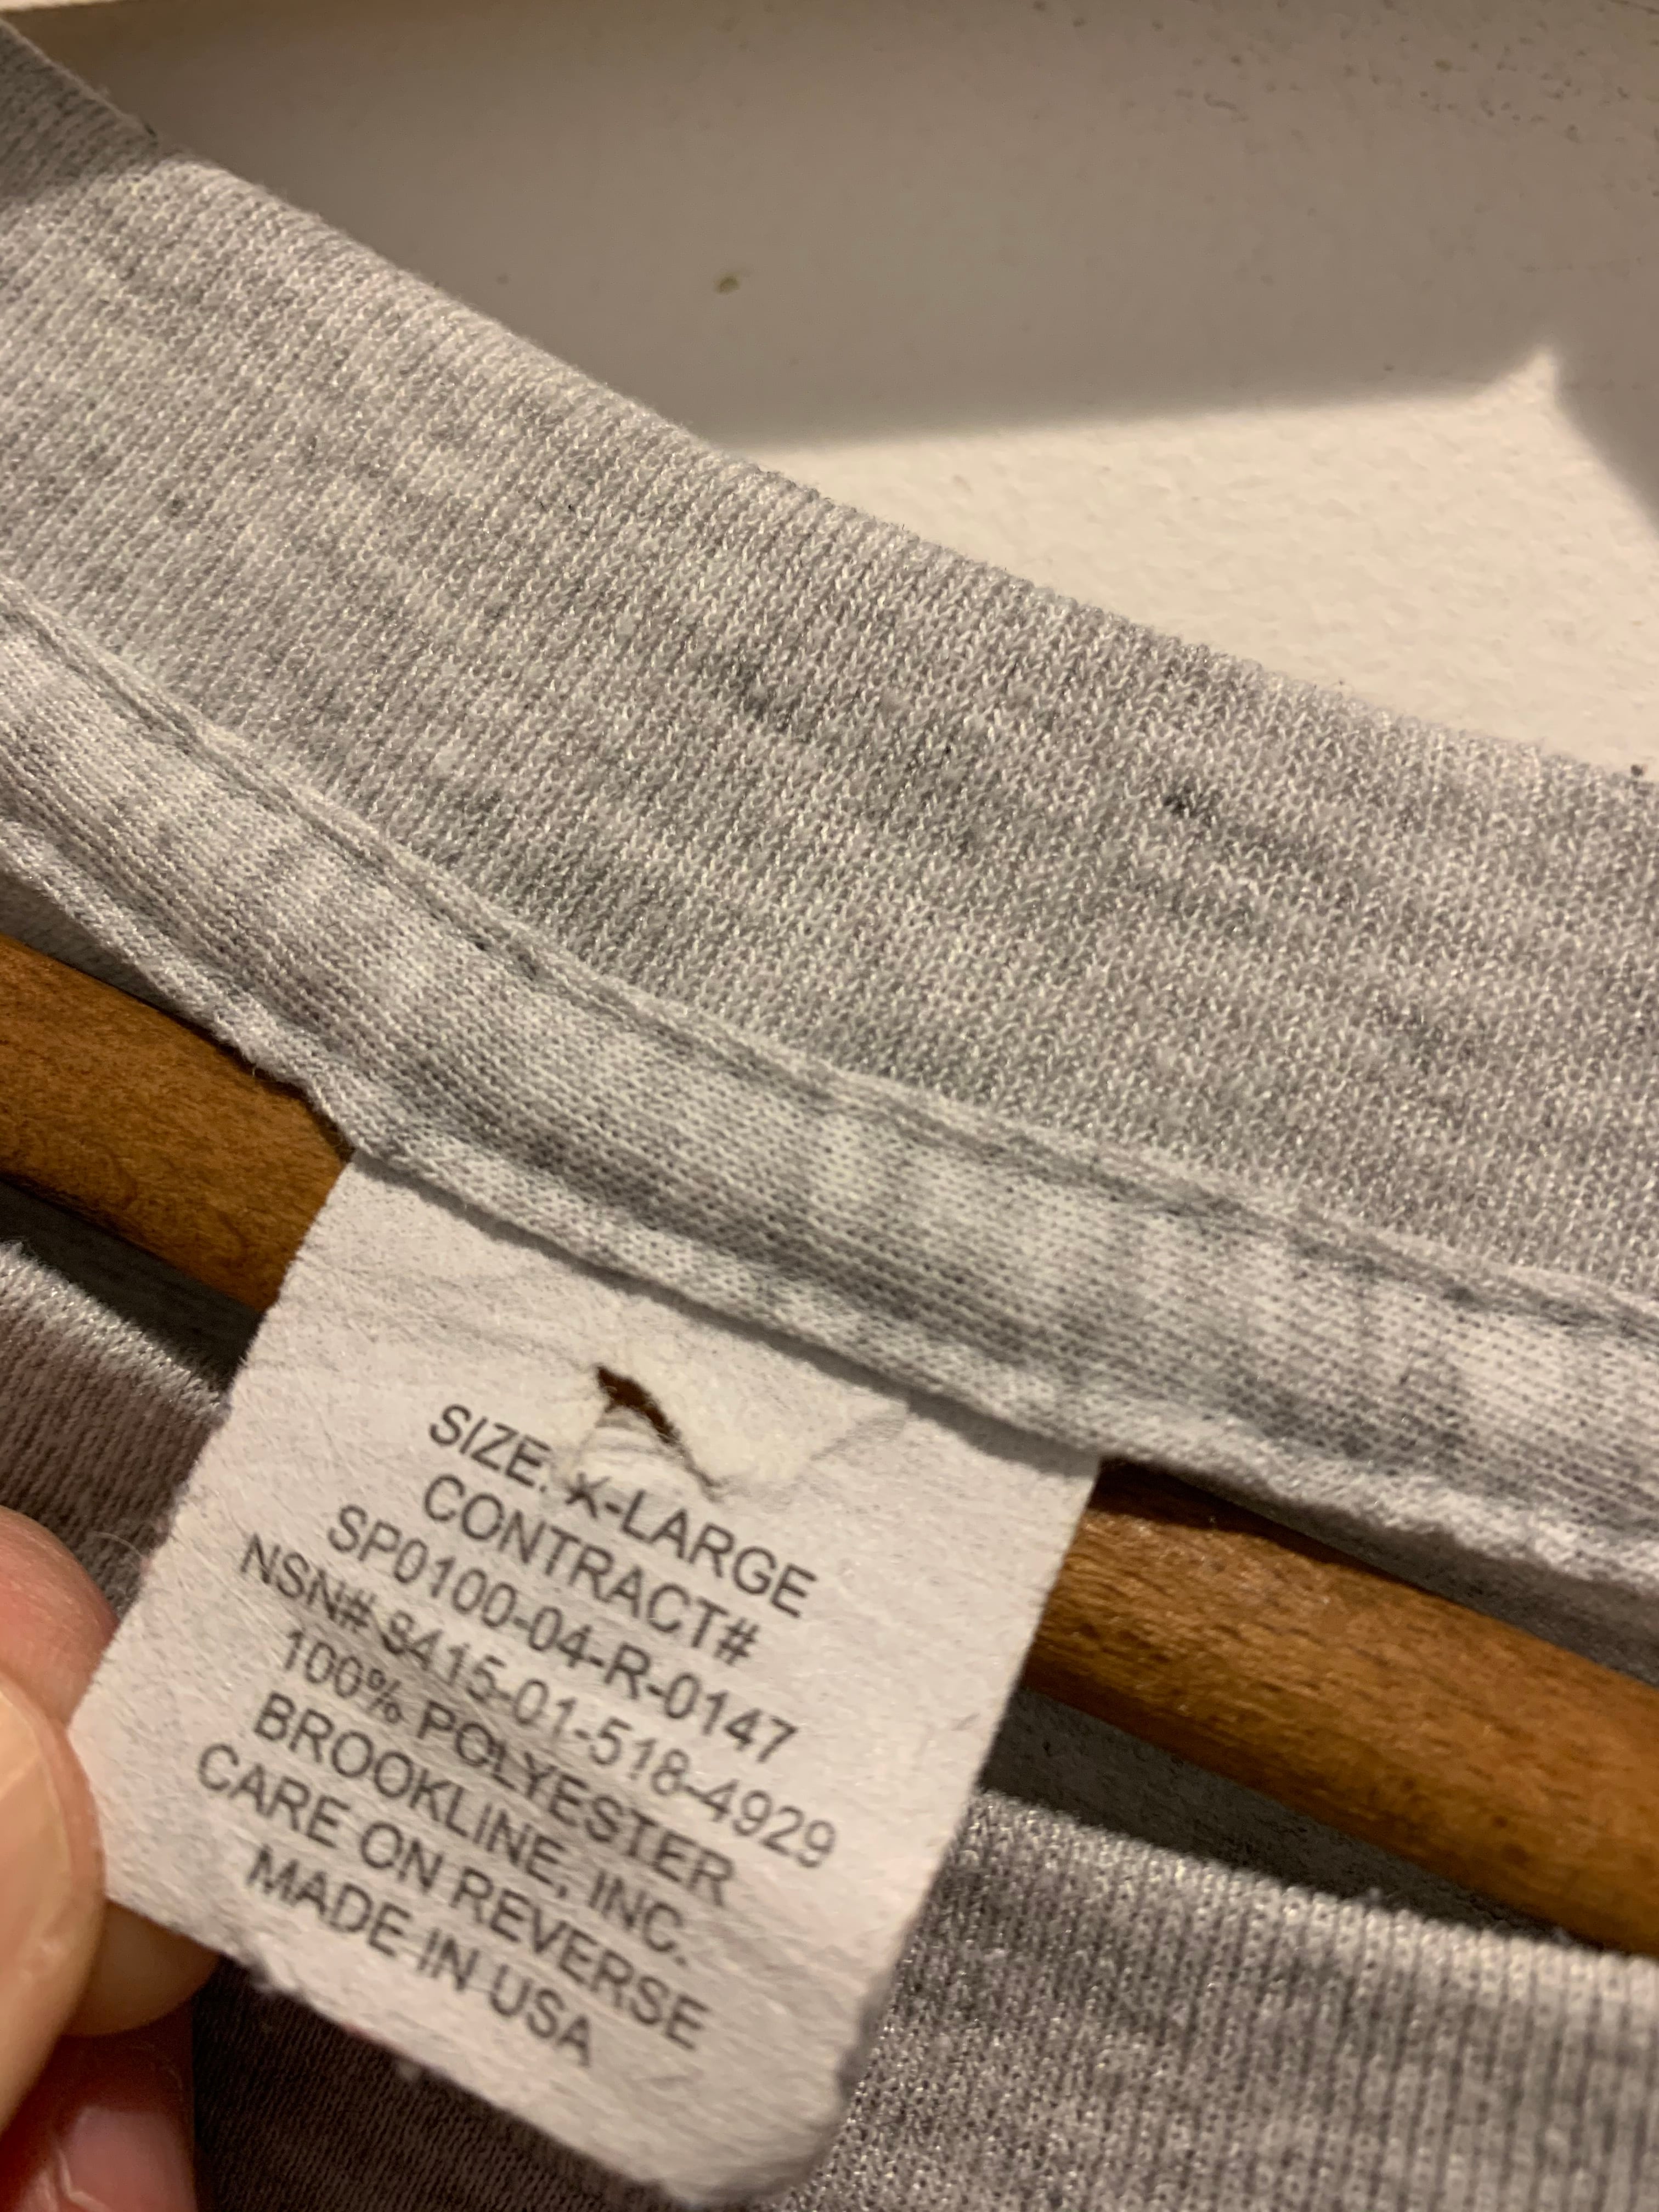 SIZE: X-LARGE
CONTRACT#
SP0100-04-R-0147
NSN# 8415-01-518-4929
100% POLYESTER
BROOKLINE, INC.
CARE ON REVERSE
MADE IN USA